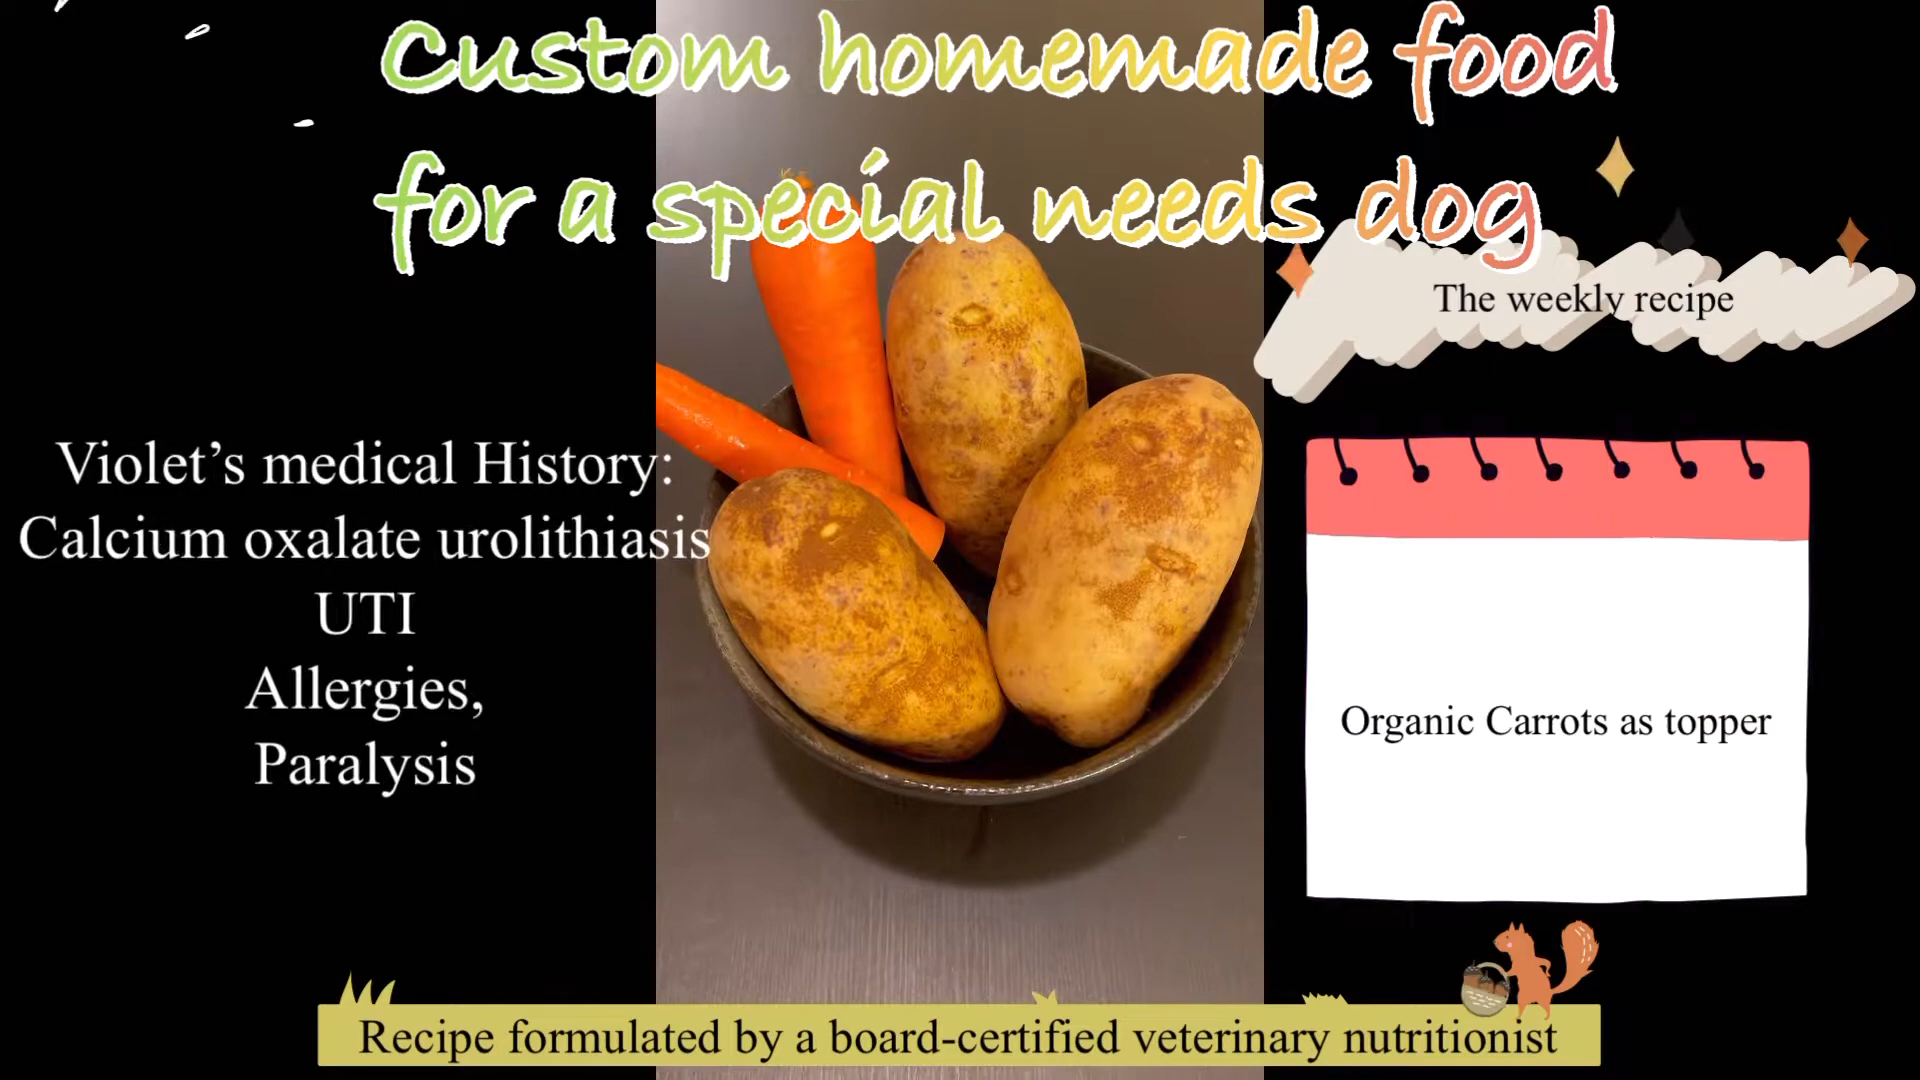 Custom homemade food
for a special needs dog
The weekly recipe
Violet’s medical History:
Calcium oxalate urolithiasis
UTI
Allergies,
Paralysis
Organic Carrots as topper
Recipe formulated by a board-certified veterinary nutritionist